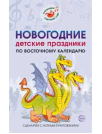 НОВОГОДНИЕ
детские праздники
ПО ВОСТОЧНОМУ КАЛЕНДАРЮ